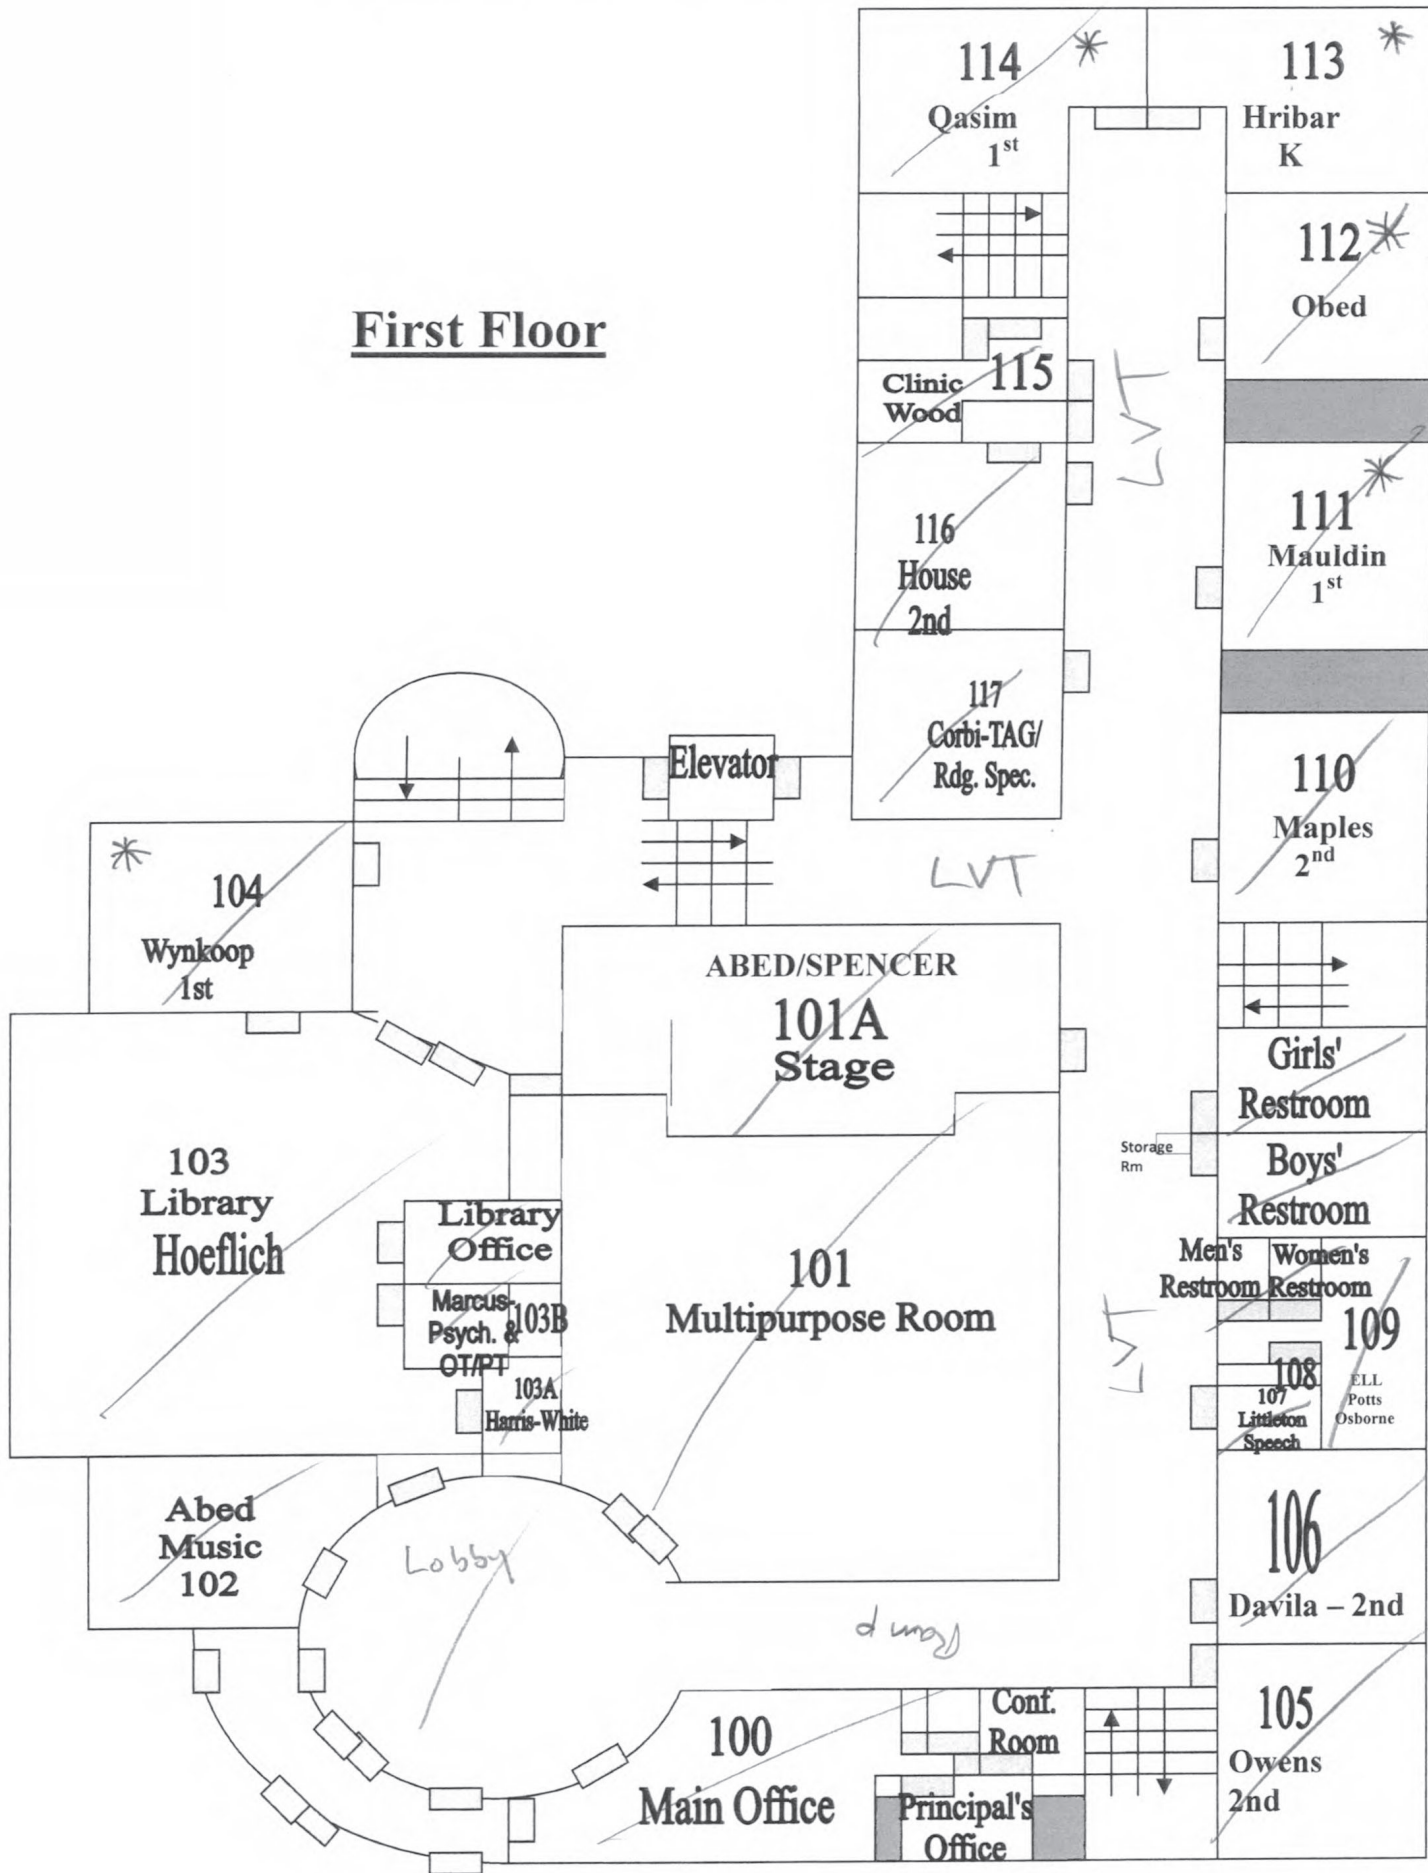 114
Qasim
1st
113
Hribar
K
112
Obed
First Floor
115
Clinic
Wood
LVT
111
Mauldin
1st
116
House
2nd
117
Corbi-TAG/
Rdg. Spec.
Elevator
110
Maples
2nd
LVT
104
Wynkoop
1st
ABED/SPENCER
101A
Stage
Girls'
Restroom
Storage
Rm
Boys'
Restroom
103
Library
Hoeflich
Library
Office
Marcus-
Psych. &
OT/PT
103B
103A
Harris-White
101
Multipurpose Room
Men's
Restroom
Women's
Restroom
109
ELL
Potts
Osborne
108
107
Littleton
Speech
LVT
Abed
Music
102
Lobby
106
Davila – 2nd
Ramp
100
Main Office
Conf.
Room
Principal's
Office
105
Owens
2nd